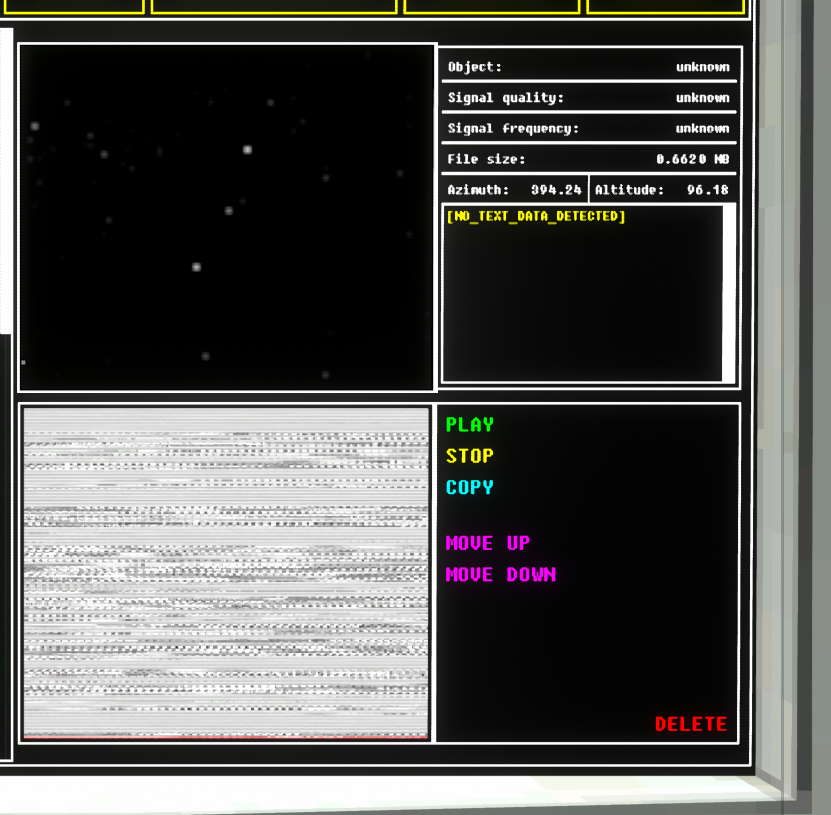 Object: unknown
Signal quality: unknown
Signal frequency: unknown
File size: 0.6620 MB
Azimuth: 394.24 Altitude: 96.18
[NO_TEXT_DATA_DETECTED]
PLAY
STOP
COPY
MOVE UP
MOVE DOWN
DELETE